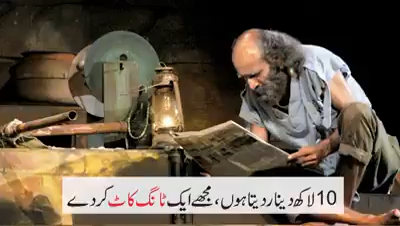 10 لاکھ دینار دیتا ہوں، مجھے ایک ٹانگ کاٹ کر دے